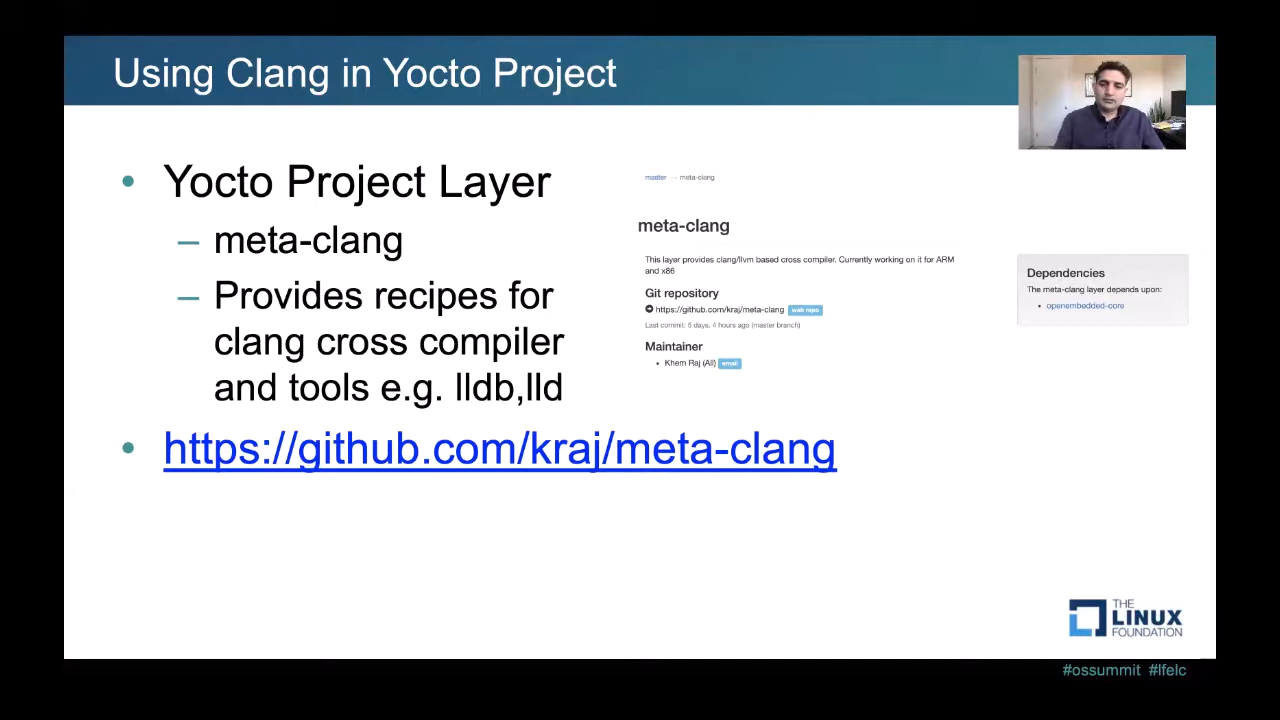 Using Clang in Yocto Project
• Yocto Project Layer
– meta-clang
– Provides recipes for
clang cross compiler
and tools e.g. lldb,lld
• https://github.com/kraj/meta-clang
master → meta-clang
meta-clang
This layer provides clang/llvm based cross compiler. Currently working on it for ARM
and x86
Git repository
https://github.com/kraj/meta-clang web repo
Last commit: 5 days, 4 hours ago (master branch)
Maintainer
• Khem Raj (All) email
Dependencies
The meta-clang layer depends upon:
• openembedded-core
THE
LINUX
FOUNDATION
#ossummit #lfelc